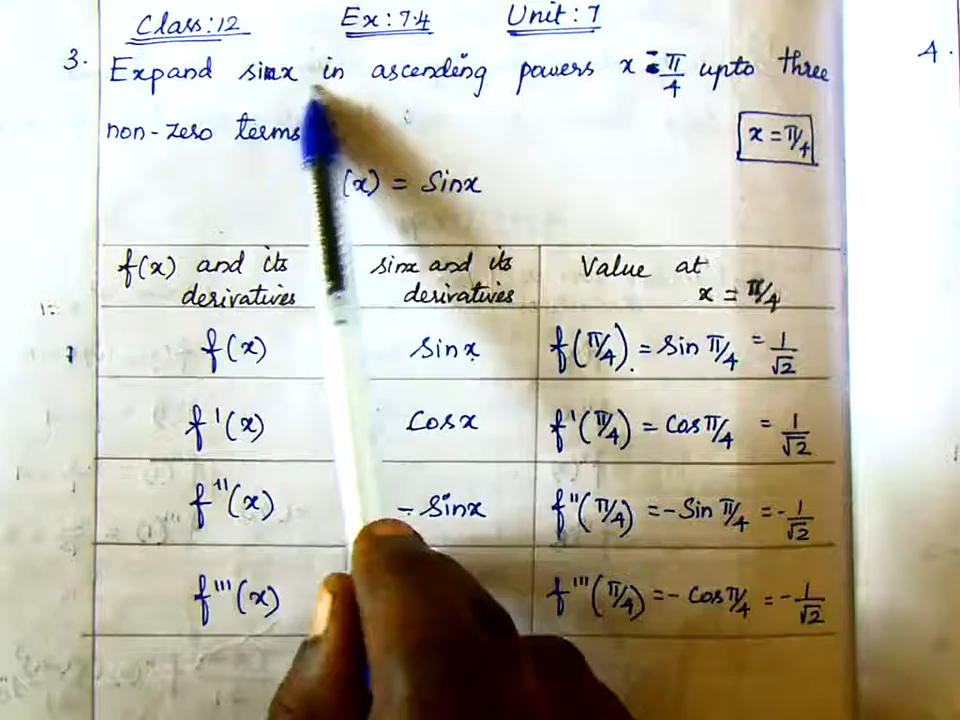 Class:12 Ex:7.4 Unit:7
3. Expand sinx in ascending powers x - π/4 upto three 4.
non-zero terms x = π/4
(x) = Sinx
f(x) and its derivatives sinx and its derivatives Value at x = π/4
f(x) sinx f(π/4) = sin π/4 = 1/√2
f'(x) Cosx f'(π/4) = cos π/4 = 1/√2
f''(x) -sinx f''(π/4) = -Sin π/4 = -1/√2
f'''(x) f'''(π/4) = -cos π/4 = -1/√2